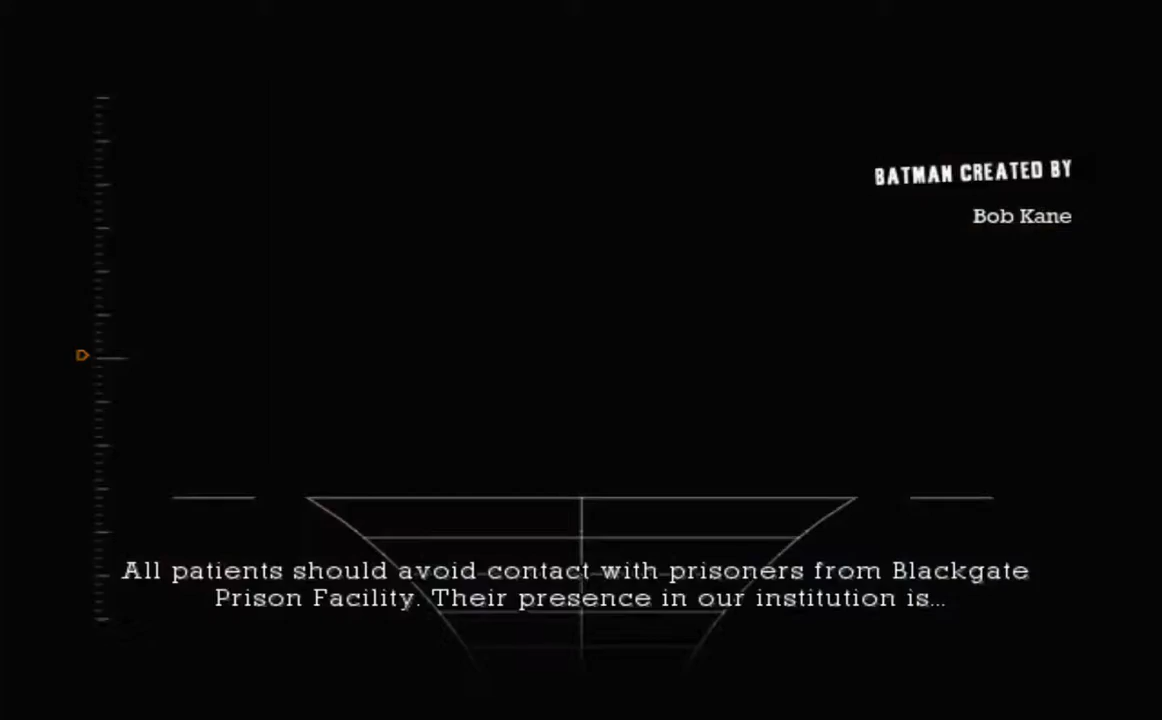 BATMAN CREATED BY
Bob Kane
All patients should avoid contact with prisoners from Blackgate
Prison Facility. Their presence in our institution is...